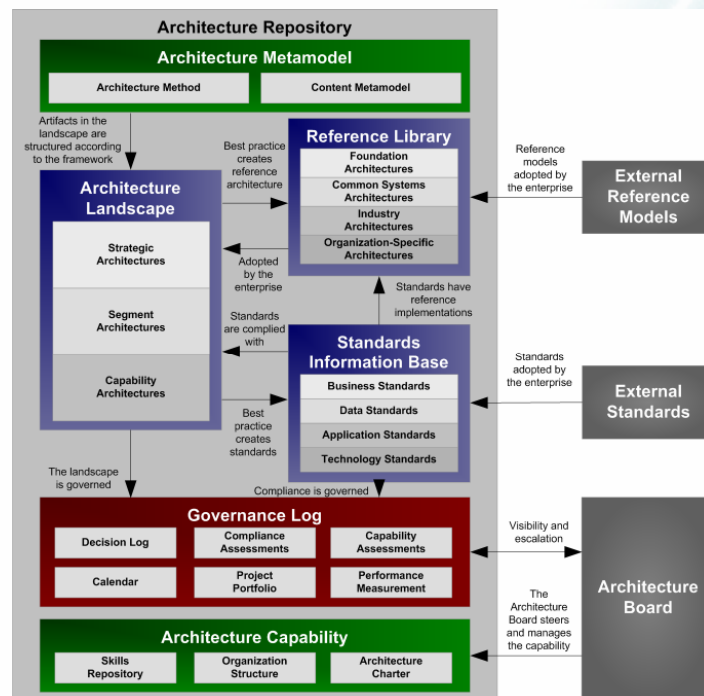 Architecture Repository
Architecture Metamodel
Architecture Method
Content Metamodel
Artifacts in the
landscape are
structured according
to the framework
Best practice
creates
reference
architecture
Reference Library
Foundation
Architectures
Common Systems
Architectures
Industry
Architectures
Organization-Specific
Architectures
Reference
models
adopted by
the enterprise
External
Reference
Models
Architecture
Landscape
Strategic
Architectures
Segment
Architectures
Capability
Architectures
Adopted
by the
enterprise
Standards have
reference
implementations
Standards
are complied
with
Standards
Information Base
Business Standards
Data Standards
Application Standards
Technology Standards
Standards
adopted by
the enterprise
External
Standards
Best
practice
creates
standards
The landscape
is governed
Compliance is governed
Governance Log
Decision Log
Compliance
Assessments
Capability
Assessments
Calendar
Project
Portfolio
Performance
Measurement
Visibility and
escalation
Architecture
Board
The
Architecture
Board steers
and manages
the capability
Architecture Capability
Skills
Repository
Organization
Structure
Architecture
Charter